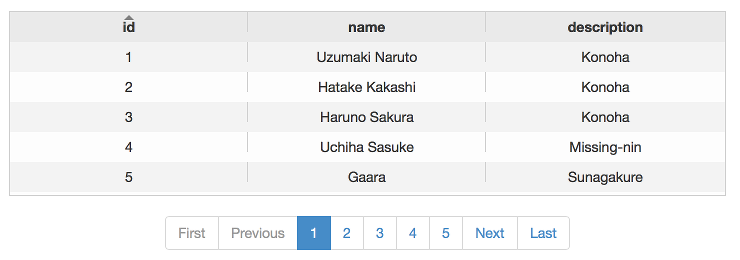 id name description
1 Uzumaki Naruto Konoha
2 Hatake Kakashi Konoha
3 Haruno Sakura Konoha
4 Uchiha Sasuke Missing-nin
5 Gaara Sunagakure
First Previous 1 2 3 4 5 Next Last